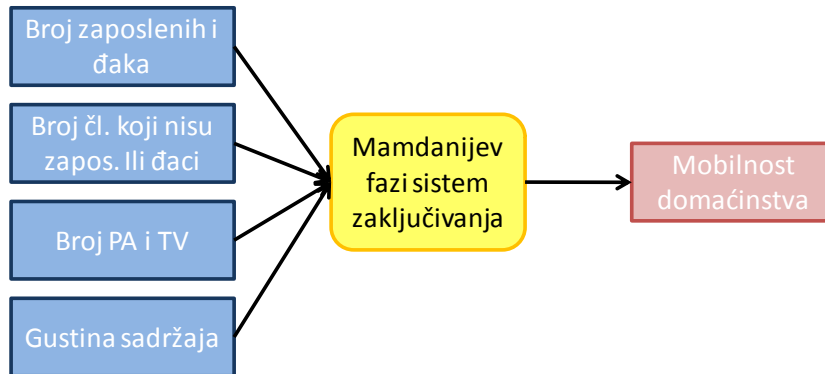 Broj zaposlenih i
đaka
Broj čl. koji nisu
zapos. Ili đaci
Broj PA i TV
Gustina sadržaja
Mamdanijev
fazi sistem
zaključivanja
Mobilnost
domaćinstva